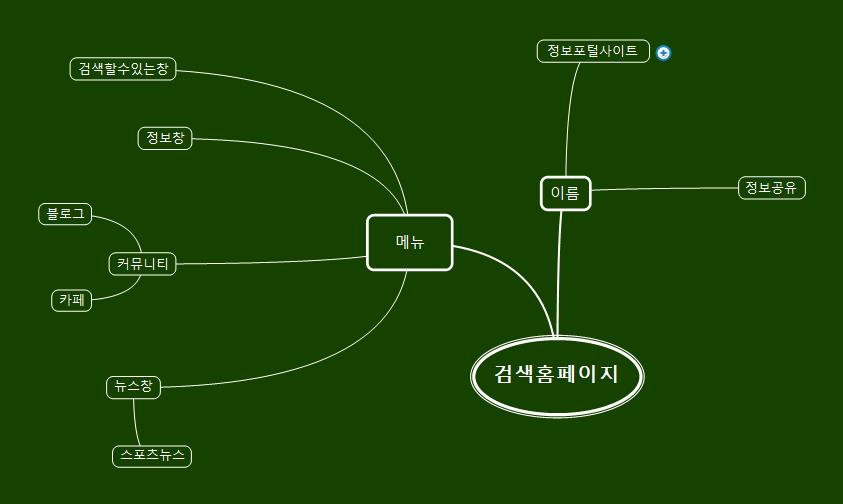 정보포털사이트
검색할수있는창
정보창
이름
정보공유
블로그
메뉴
커뮤니티
카페
검색홈페이지
뉴스창
스포츠뉴스